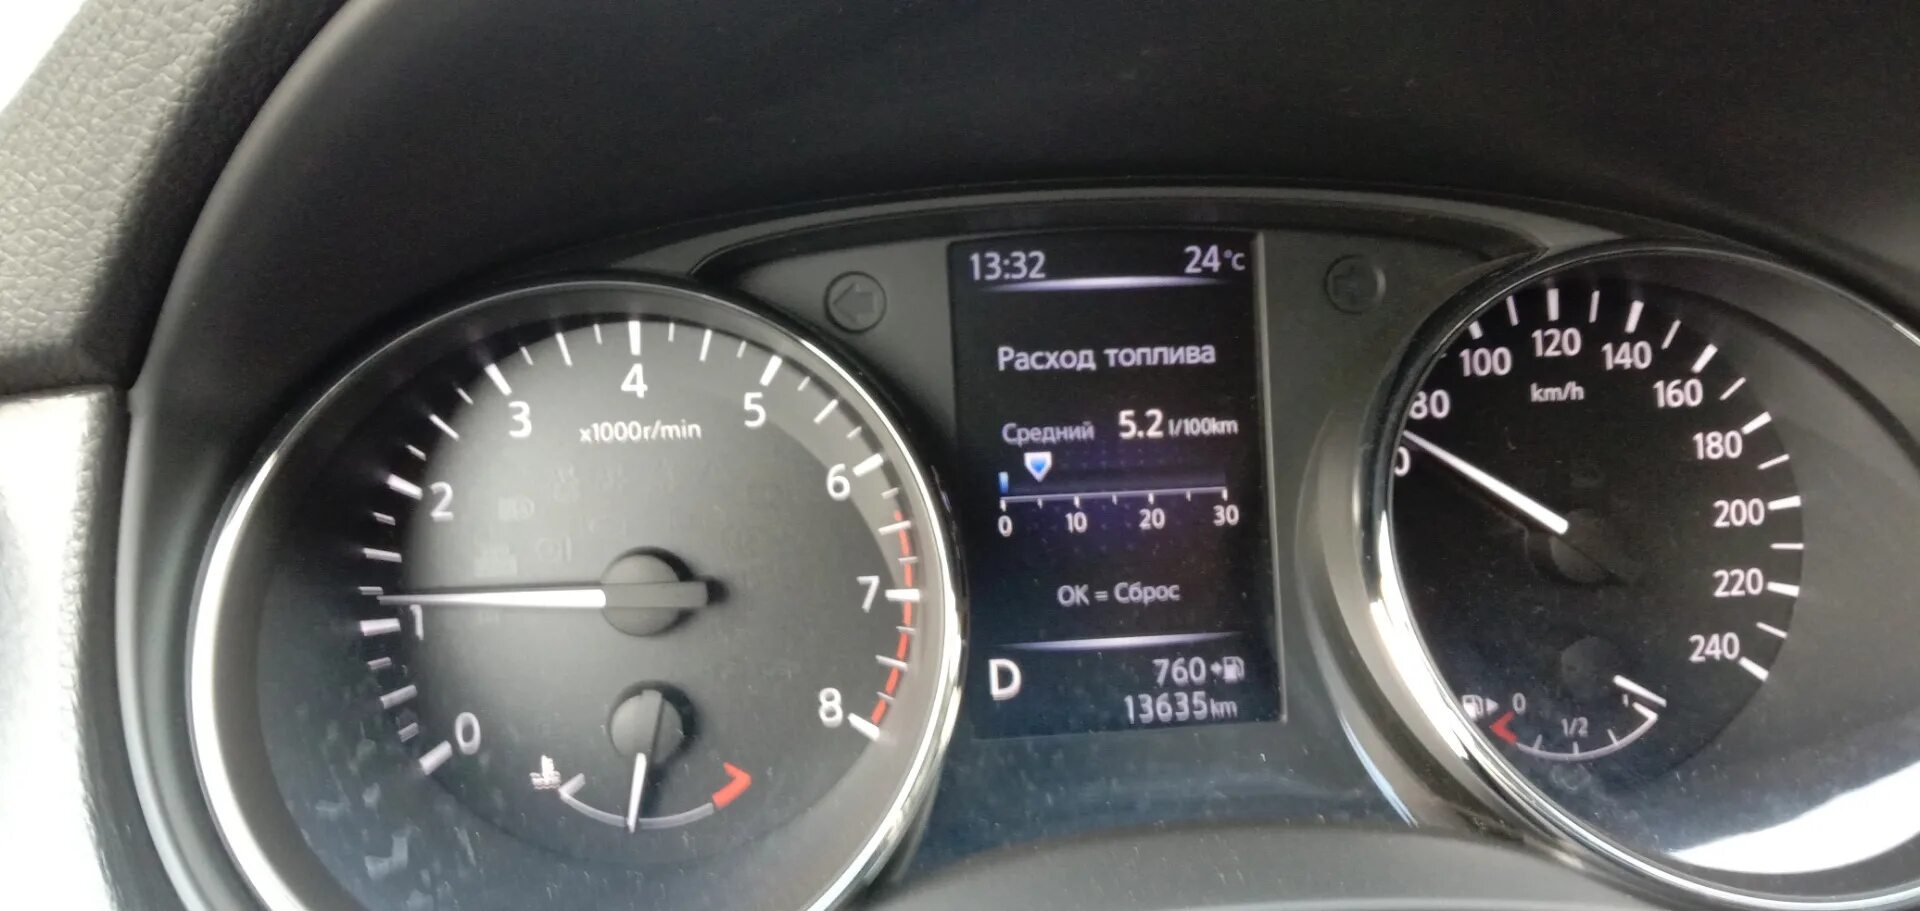 13:32 24°C
Расход топлива
Средний 5.2 l/100km
0 10 20 30
OK = Сброс
D 760
13635 km
0 1 2 3 4 5 6 7 8
x1000r/min
80 100 120 140 160 180 200 220 240
km/h
0 1/2 1